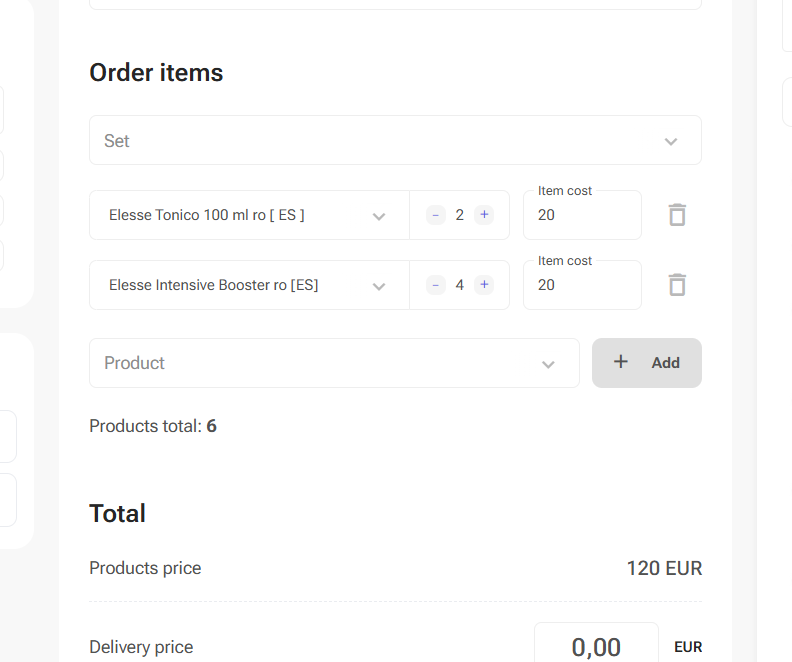 Order items
Set
Item cost
Elesse Tonico 100 ml ro [ ES ] - 2 + 20
Item cost
Elesse Intensive Booster ro [ES] - 4 + 20
Product + Add
Products total: 6
Total
Products price 120 EUR
Delivery price 0,00 EUR